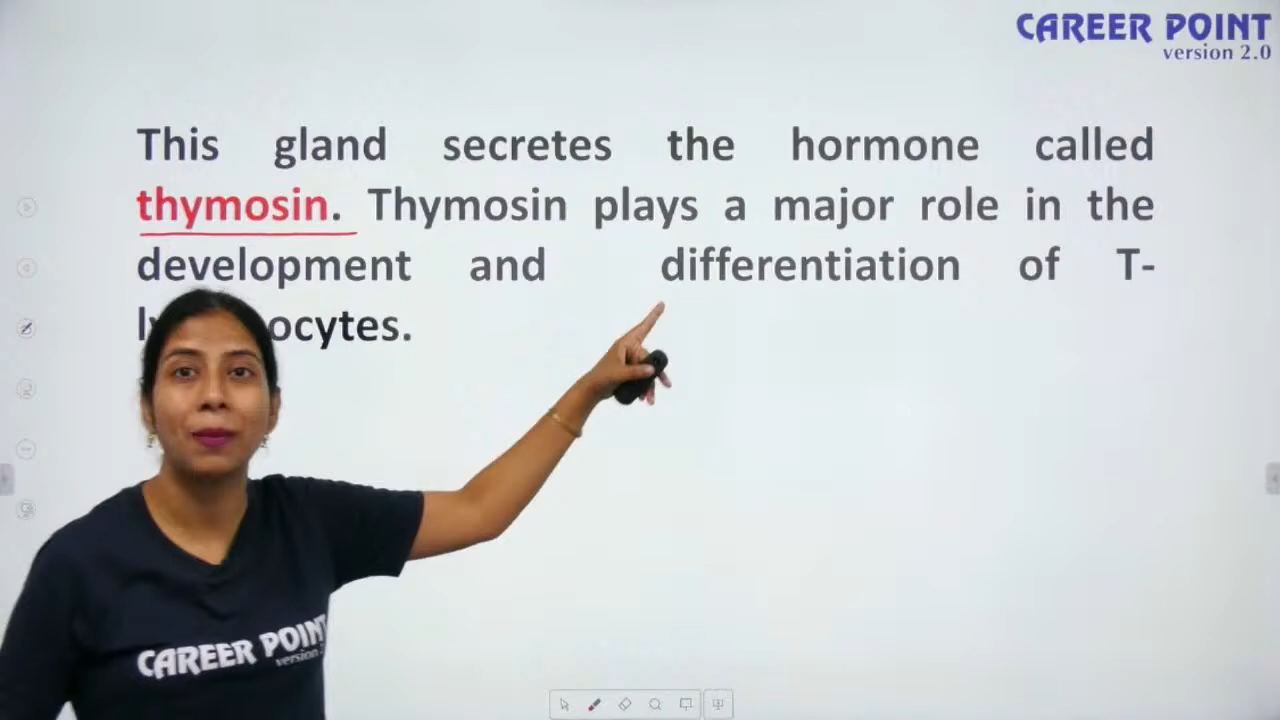 CAREER POINT
version 2.0
This gland secretes the hormone called
thymosin. Thymosin plays a major role in the
development and differentiation of T-
ocytes.
CAREER POINT
version